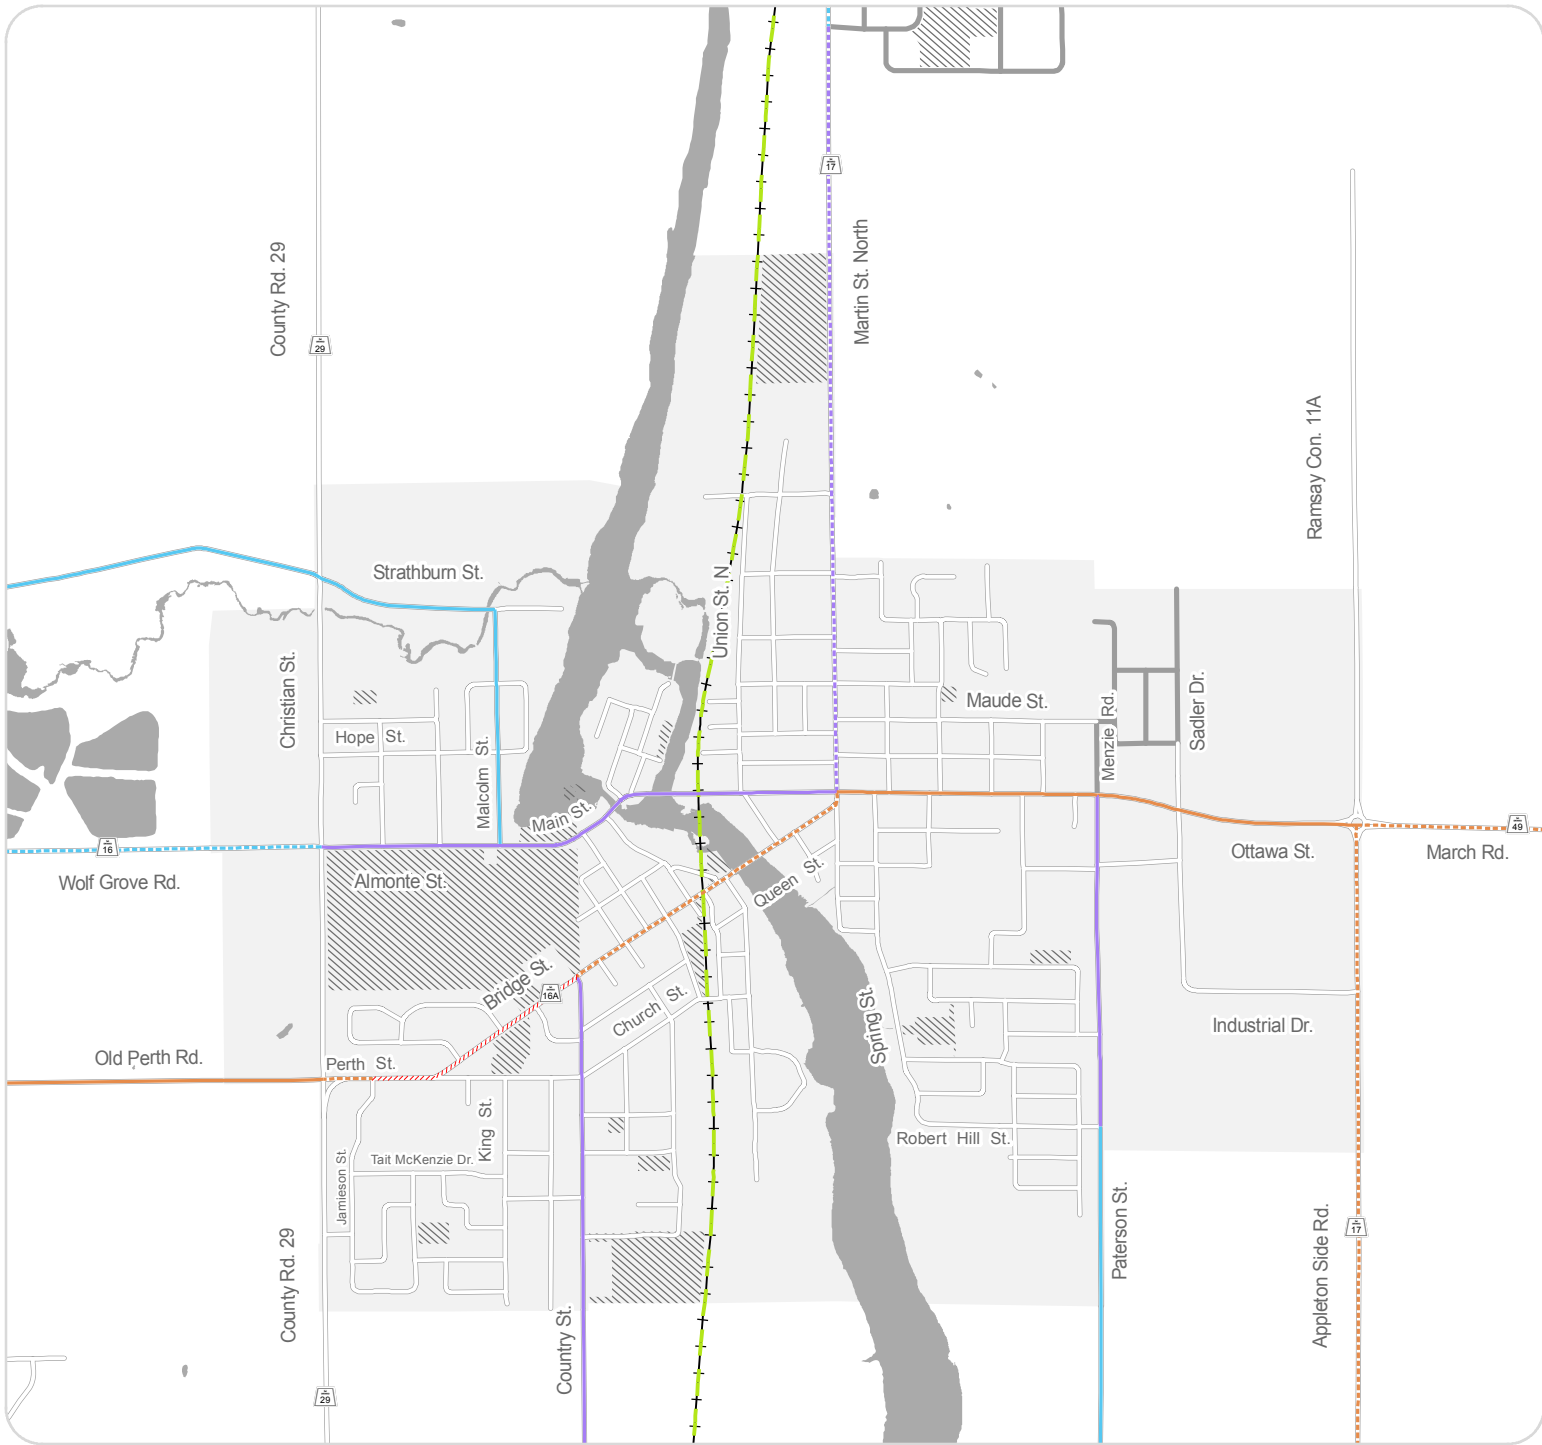 17
Martin St. North
County Rd. 29
29
Ramsay Con. 11A
Strathburn St.
Union St. N
Christian St.
Hope St.
Malcolm St.
Main St.
Maude St.
Menzie Rd.
Sadler Dr.
16
Wolf Grove Rd.
Almonte St.
Queen St.
Ottawa St.
49
March Rd.
Bridge St.
16A
Church St.
Spring St.
Industrial Dr.
Old Perth Rd.
Perth St.
King St.
Tait McKenzie Dr.
Jamieson St.
Robert Hill St.
County Rd. 29
Country St.
Paterson St.
Appleton Side Rd.
17
29